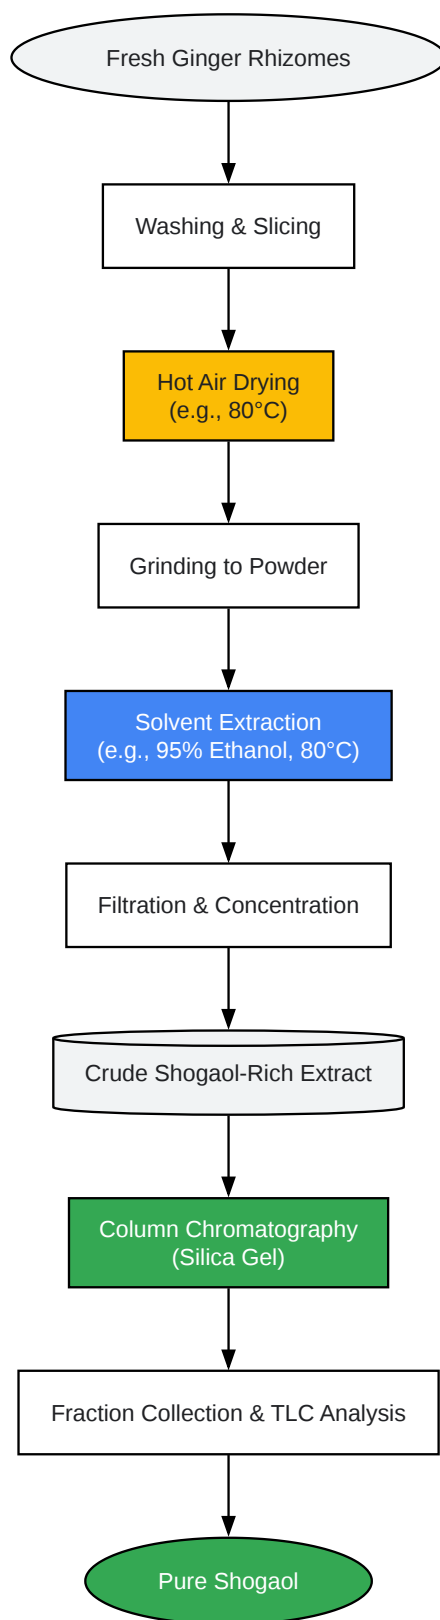 Fresh Ginger Rhizomes
Washing & Slicing
Hot Air Drying
(e.g., 80°C)
Grinding to Powder
Solvent Extraction
(e.g., 95% Ethanol, 80°C)
Filtration & Concentration
Crude Shogaol-Rich Extract
Column Chromatography
(Silica Gel)
Fraction Collection & TLC Analysis
Pure Shogaol